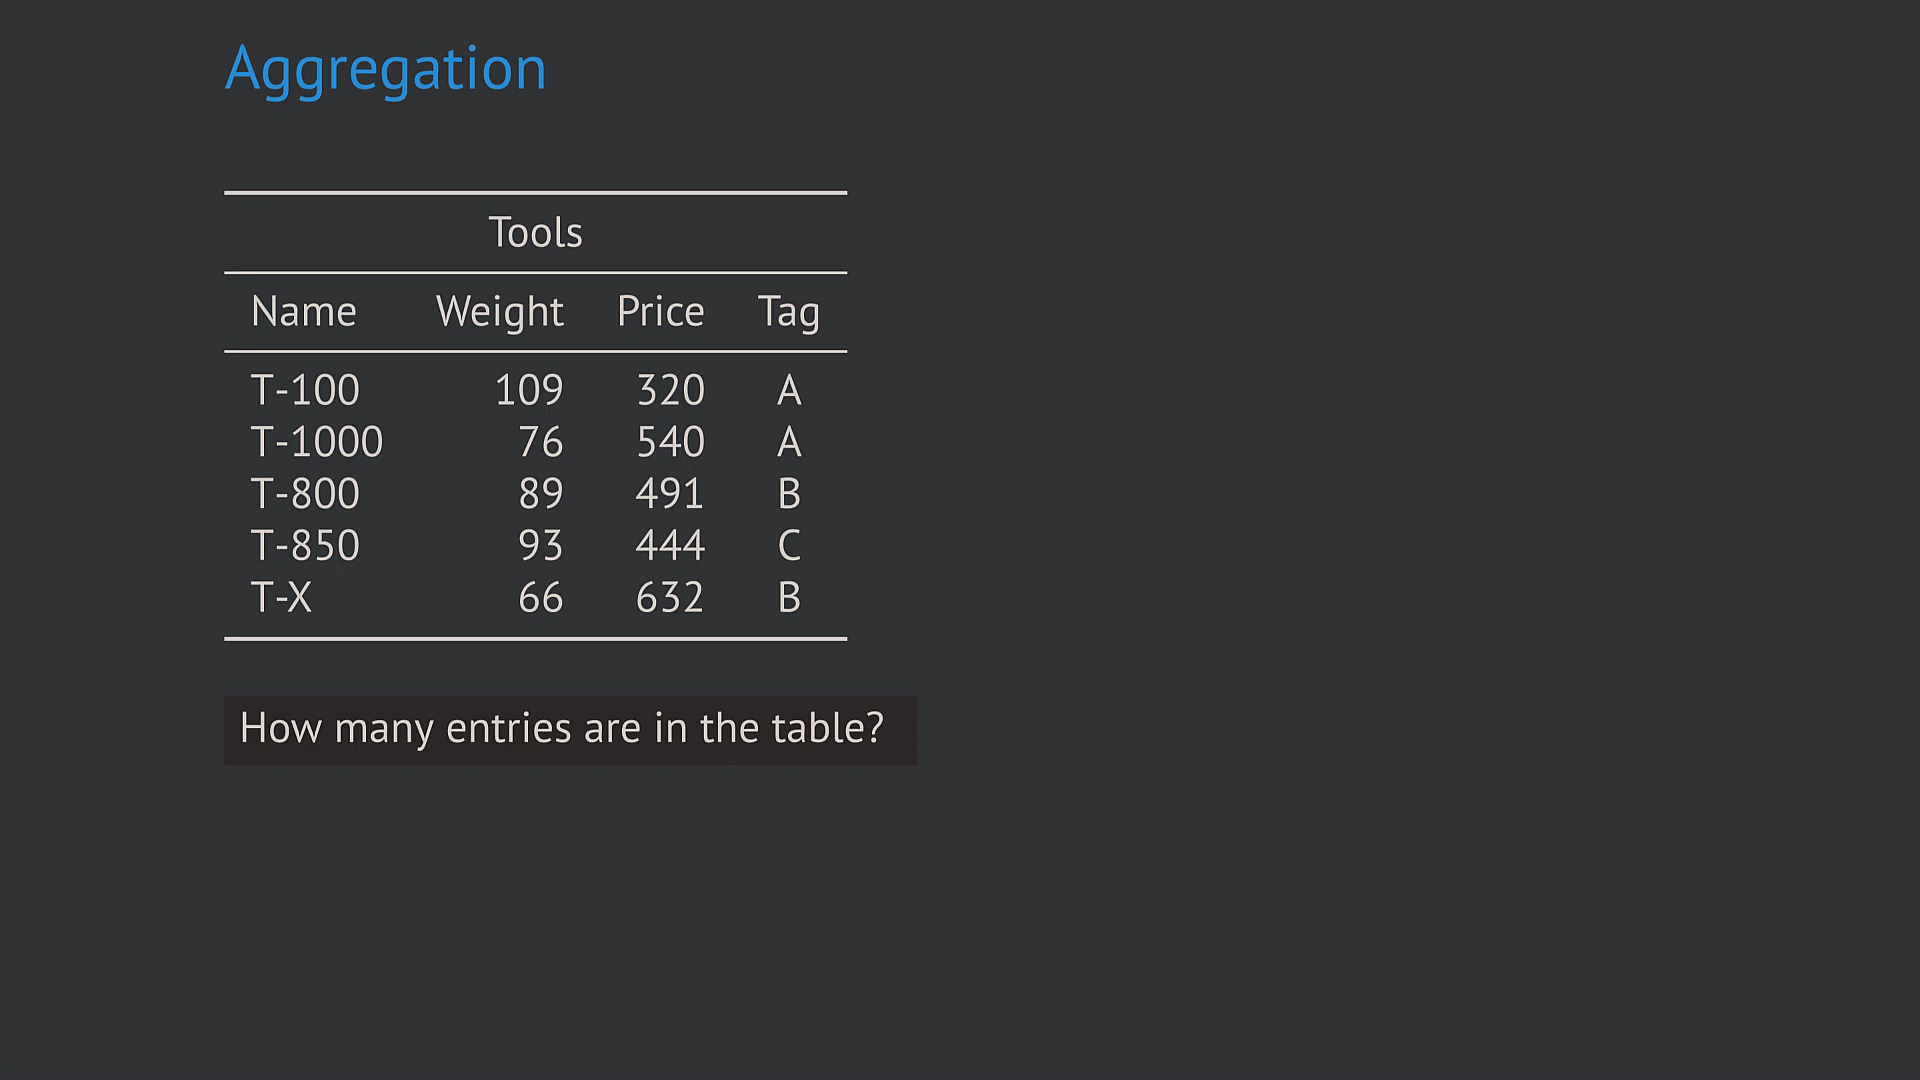 Aggregation
Tools
Name Weight Price Tag
T-100 109 320 A
T-1000 76 540 A
T-800 89 491 B
T-850 93 444 C
T-X 66 632 B
How many entries are in the table?